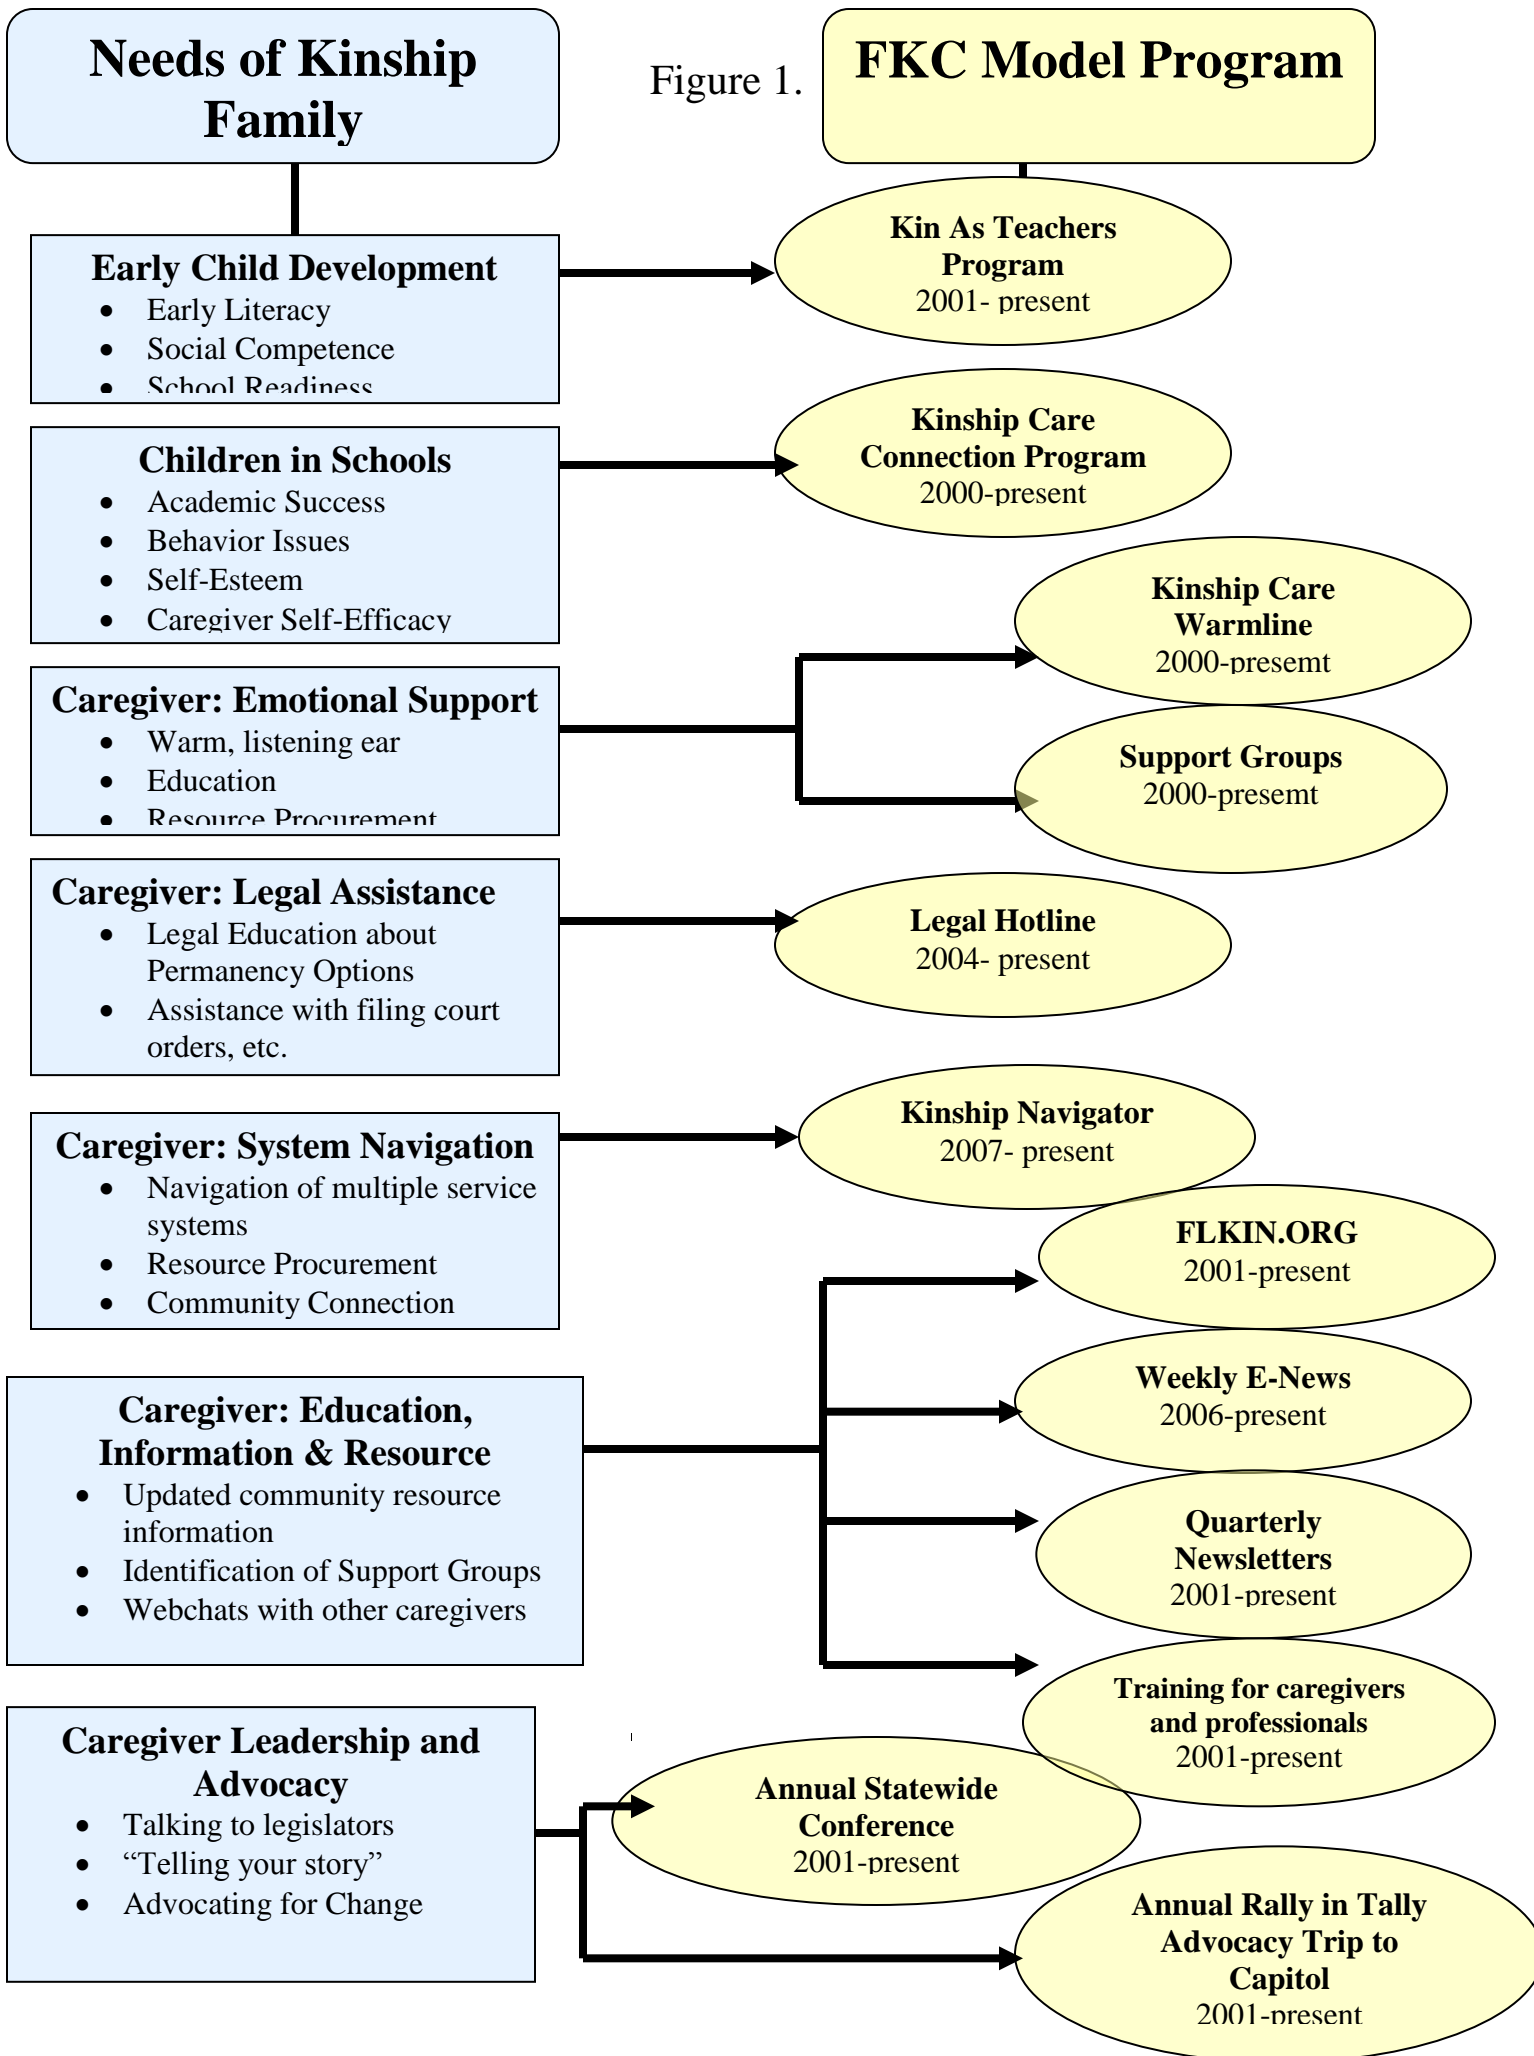 Needs of Kinship
Family
Figure 1.
FKC Model Program
Early Child Development
• Early Literacy
• Social Competence
• School Readiness
Kin As Teachers
Program
2001- present
Children in Schools
• Academic Success
• Behavior Issues
• Self-Esteem
• Caregiver Self-Efficacy
Kinship Care
Connection Program
2000-present
Caregiver: Emotional Support
• Warm, listening ear
• Education
• Resource Procurement
Kinship Care
Warmline
2000-presemt
Support Groups
2000-presemt
Caregiver: Legal Assistance
• Legal Education about
Permanency Options
• Assistance with filing court
orders, etc.
Legal Hotline
2004- present
Caregiver: System Navigation
• Navigation of multiple service
systems
• Resource Procurement
• Community Connection
Kinship Navigator
2007- present
Caregiver: Education,
Information & Resource
• Updated community resource
information
• Identification of Support Groups
• Webchats with other caregivers
FLKIN.ORG
2001-present
Weekly E-News
2006-present
Quarterly
Newsletters
2001-present
Training for caregivers
and professionals
2001-present
Caregiver Leadership and
Advocacy
• Talking to legislators
• “Telling your story”
• Advocating for Change
Annual Statewide
Conference
2001-present
Annual Rally in Tally
Advocacy Trip to
Capitol
2001-present